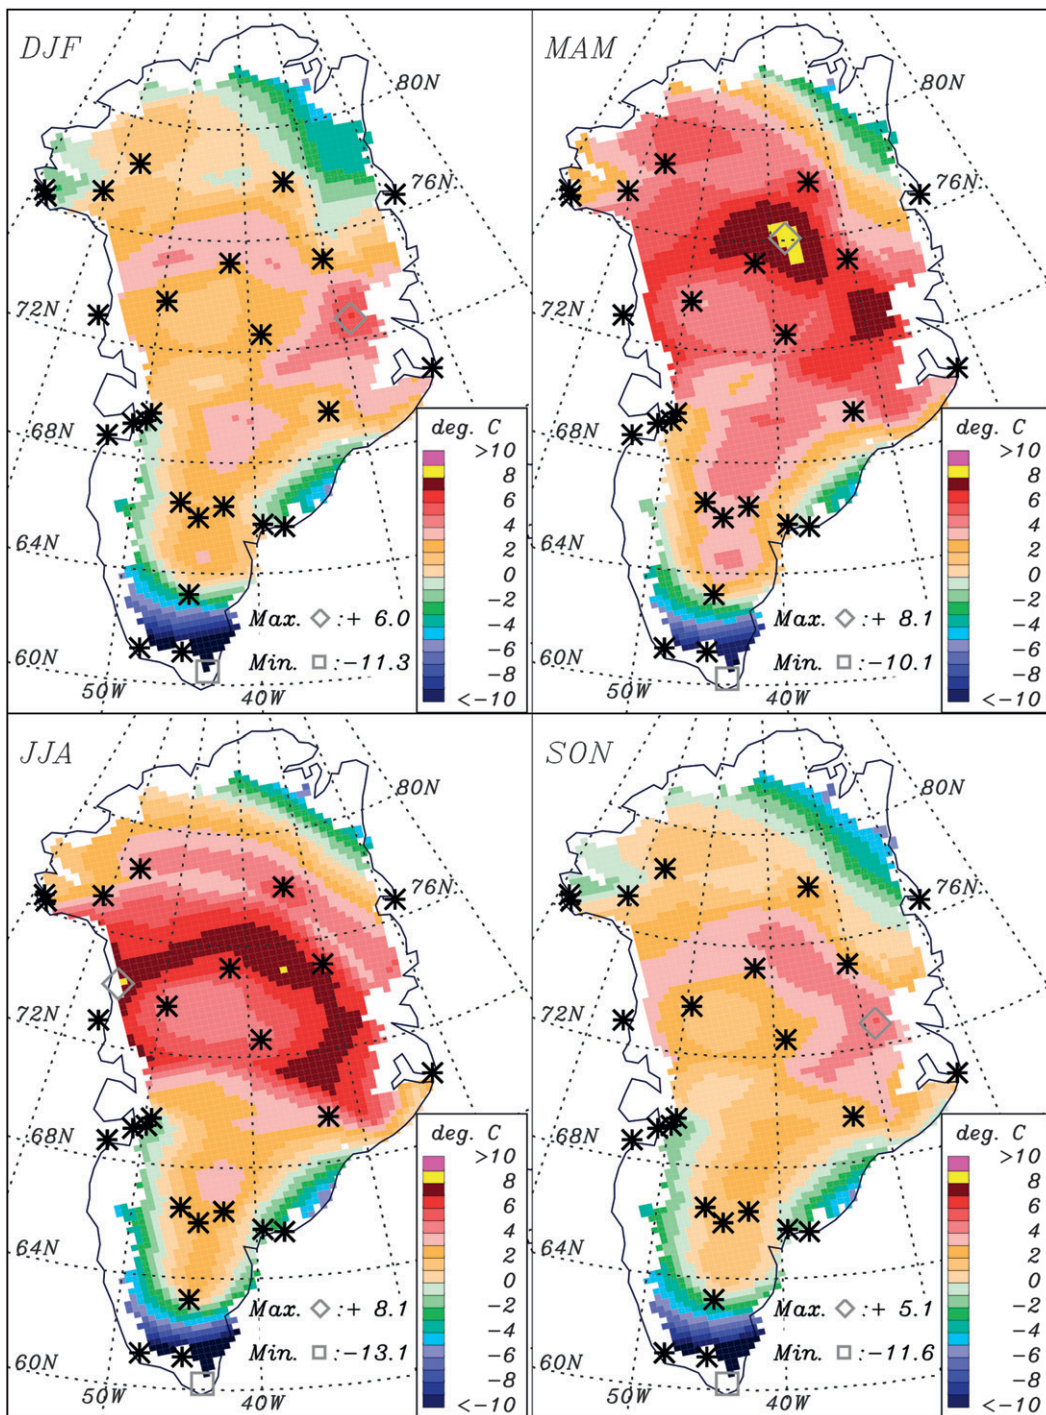 DJF
80N
76N
72N
68N
64N
60N
50W
40W
deg. C
>10
8
6
4
2
0
-2
-4
-6
-8
<-10
Max. ◇ :+ 6.0
Min. □ :-11.3
MAM
80N
76N
72N
68N
64N
60N
50W
40W
deg. C
>10
8
6
4
2
0
-2
-4
-6
-8
<-10
Max. ◇ :+ 8.1
Min. □ :-10.1
JJA
80N
76N
72N
68N
64N
60N
50W
40W
deg. C
>10
8
6
4
2
0
-2
-4
-6
-8
<-10
Max. ◇ :+ 8.1
Min. □ :-13.1
SON
80N
76N
72N
68N
64N
60N
50W
40W
deg. C
>10
8
6
4
2
0
-2
-4
-6
-8
<-10
Max. ◇ :+ 5.1
Min. □ :-11.6